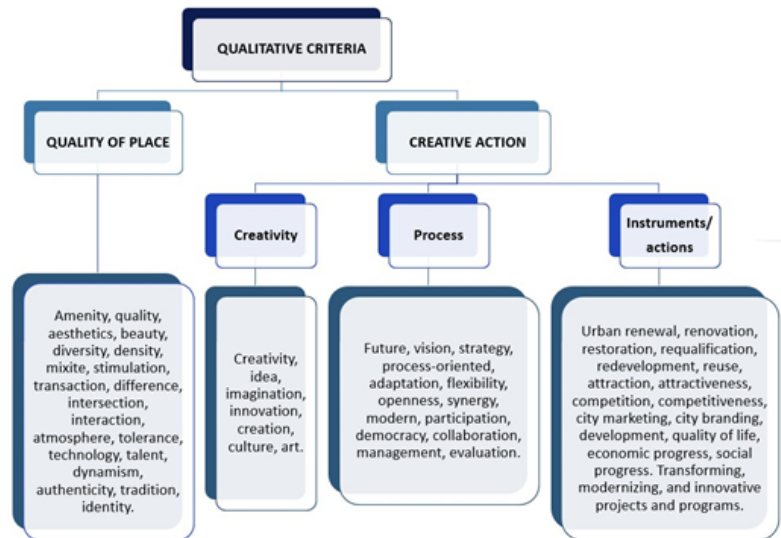 QUALITATIVE CRITERIA
QUALITY OF PLACE
CREATIVE ACTION
Creativity
Process
Instruments/
actions
Amenity, quality,
aesthetics, beauty,
diversity, density,
mixite, stimulation,
transaction, difference,
intersection,
interaction,
atmosphere, tolerance,
technology, talent,
dynamism,
authenticity, tradition,
identity.
Creativity,
idea,
imagination,
innovation,
creation,
culture, art.
Future, vision, strategy,
process-oriented,
adaptation, flexibility,
openness, synergy,
modern, participation,
democracy, collaboration,
management, evaluation.
Urban renewal, renovation,
restoration, requalification,
redevelopment, reuse,
attraction, attractiveness,
competition, competitiveness,
city marketing, city branding,
development, quality of life,
economic progress, social
progress. Transforming,
modernizing, and innovative
projects and programs.